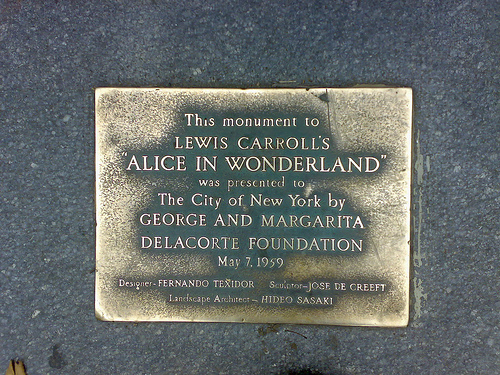 This monument to
LEWIS CARROLL'S
"ALICE IN WONDERLAND"
was presented to
The City of New York by
GEORGE AND MARGARITA
DELACORTE FOUNDATION
May 7, 1959
Designer- FERNANDO TEXIDOR Sculptor-JOSE DE CREEFT
Landscape Architect- HIDEO SASAKI